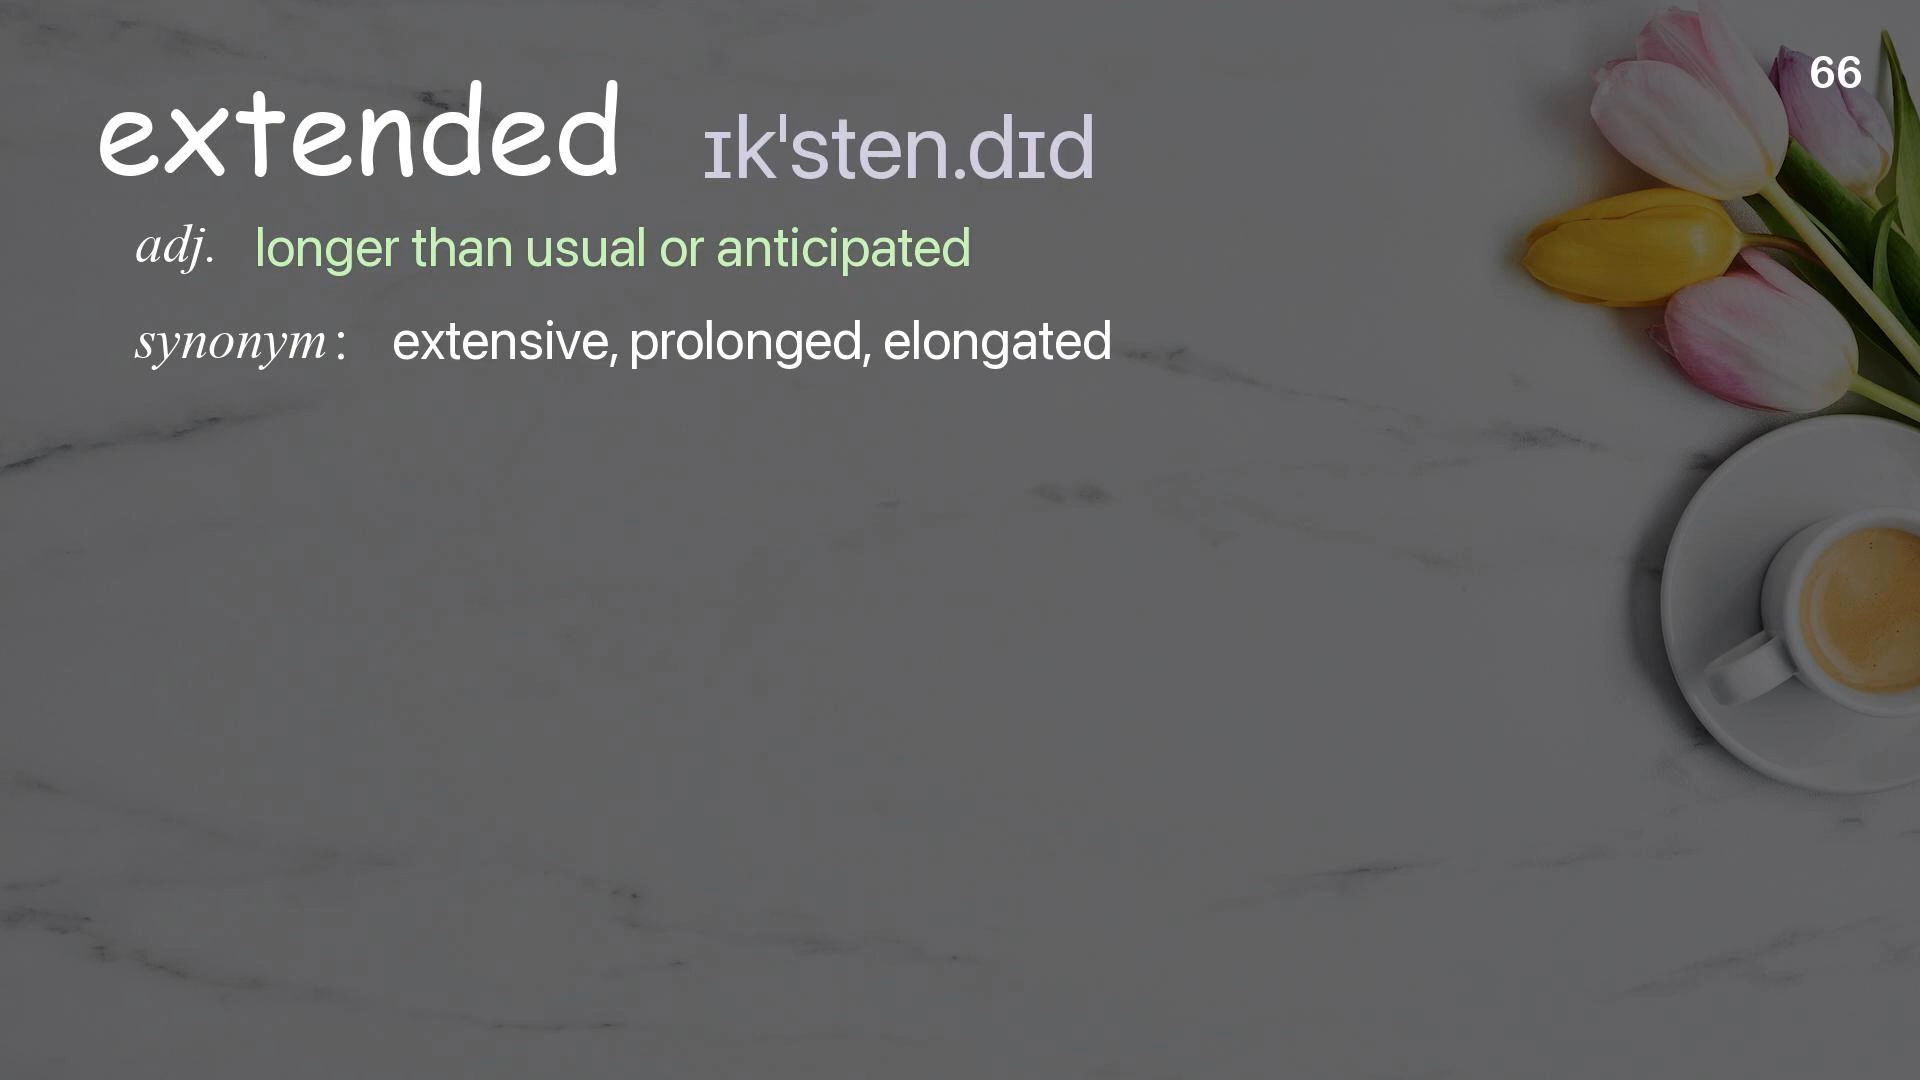 66
extended ɪkˈsten.dɪd
adj. longer than usual or anticipated
synonym: extensive, prolonged, elongated